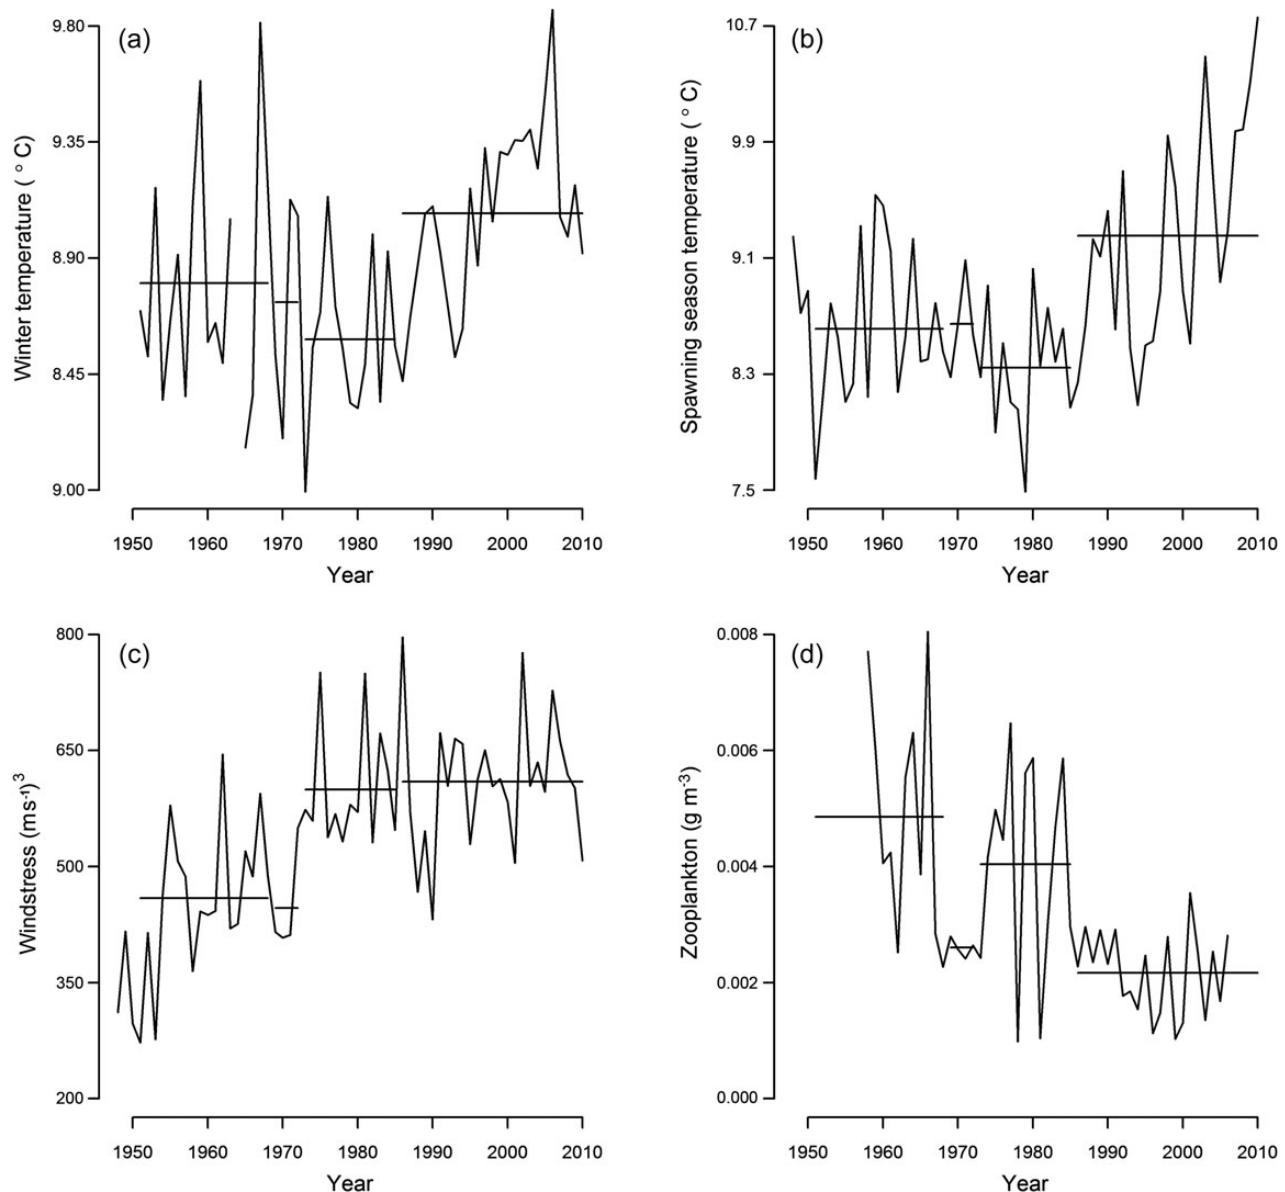 (a)
Winter temperature ( ° C)
9.80
9.35
8.90
8.45
9.00
1950 1960 1970 1980 1990 2000 2010
Year
(b)
Spawning season temperature ( ° C)
10.7
9.9
9.1
8.3
7.5
1950 1960 1970 1980 1990 2000 2010
Year
(c)
Windstress (ms⁻¹)³
800
650
500
350
200
1950 1960 1970 1980 1990 2000 2010
Year
(d)
Zooplankton (g m⁻³)
0.008
0.006
0.004
0.002
0.000
1950 1960 1970 1980 1990 2000 2010
Year